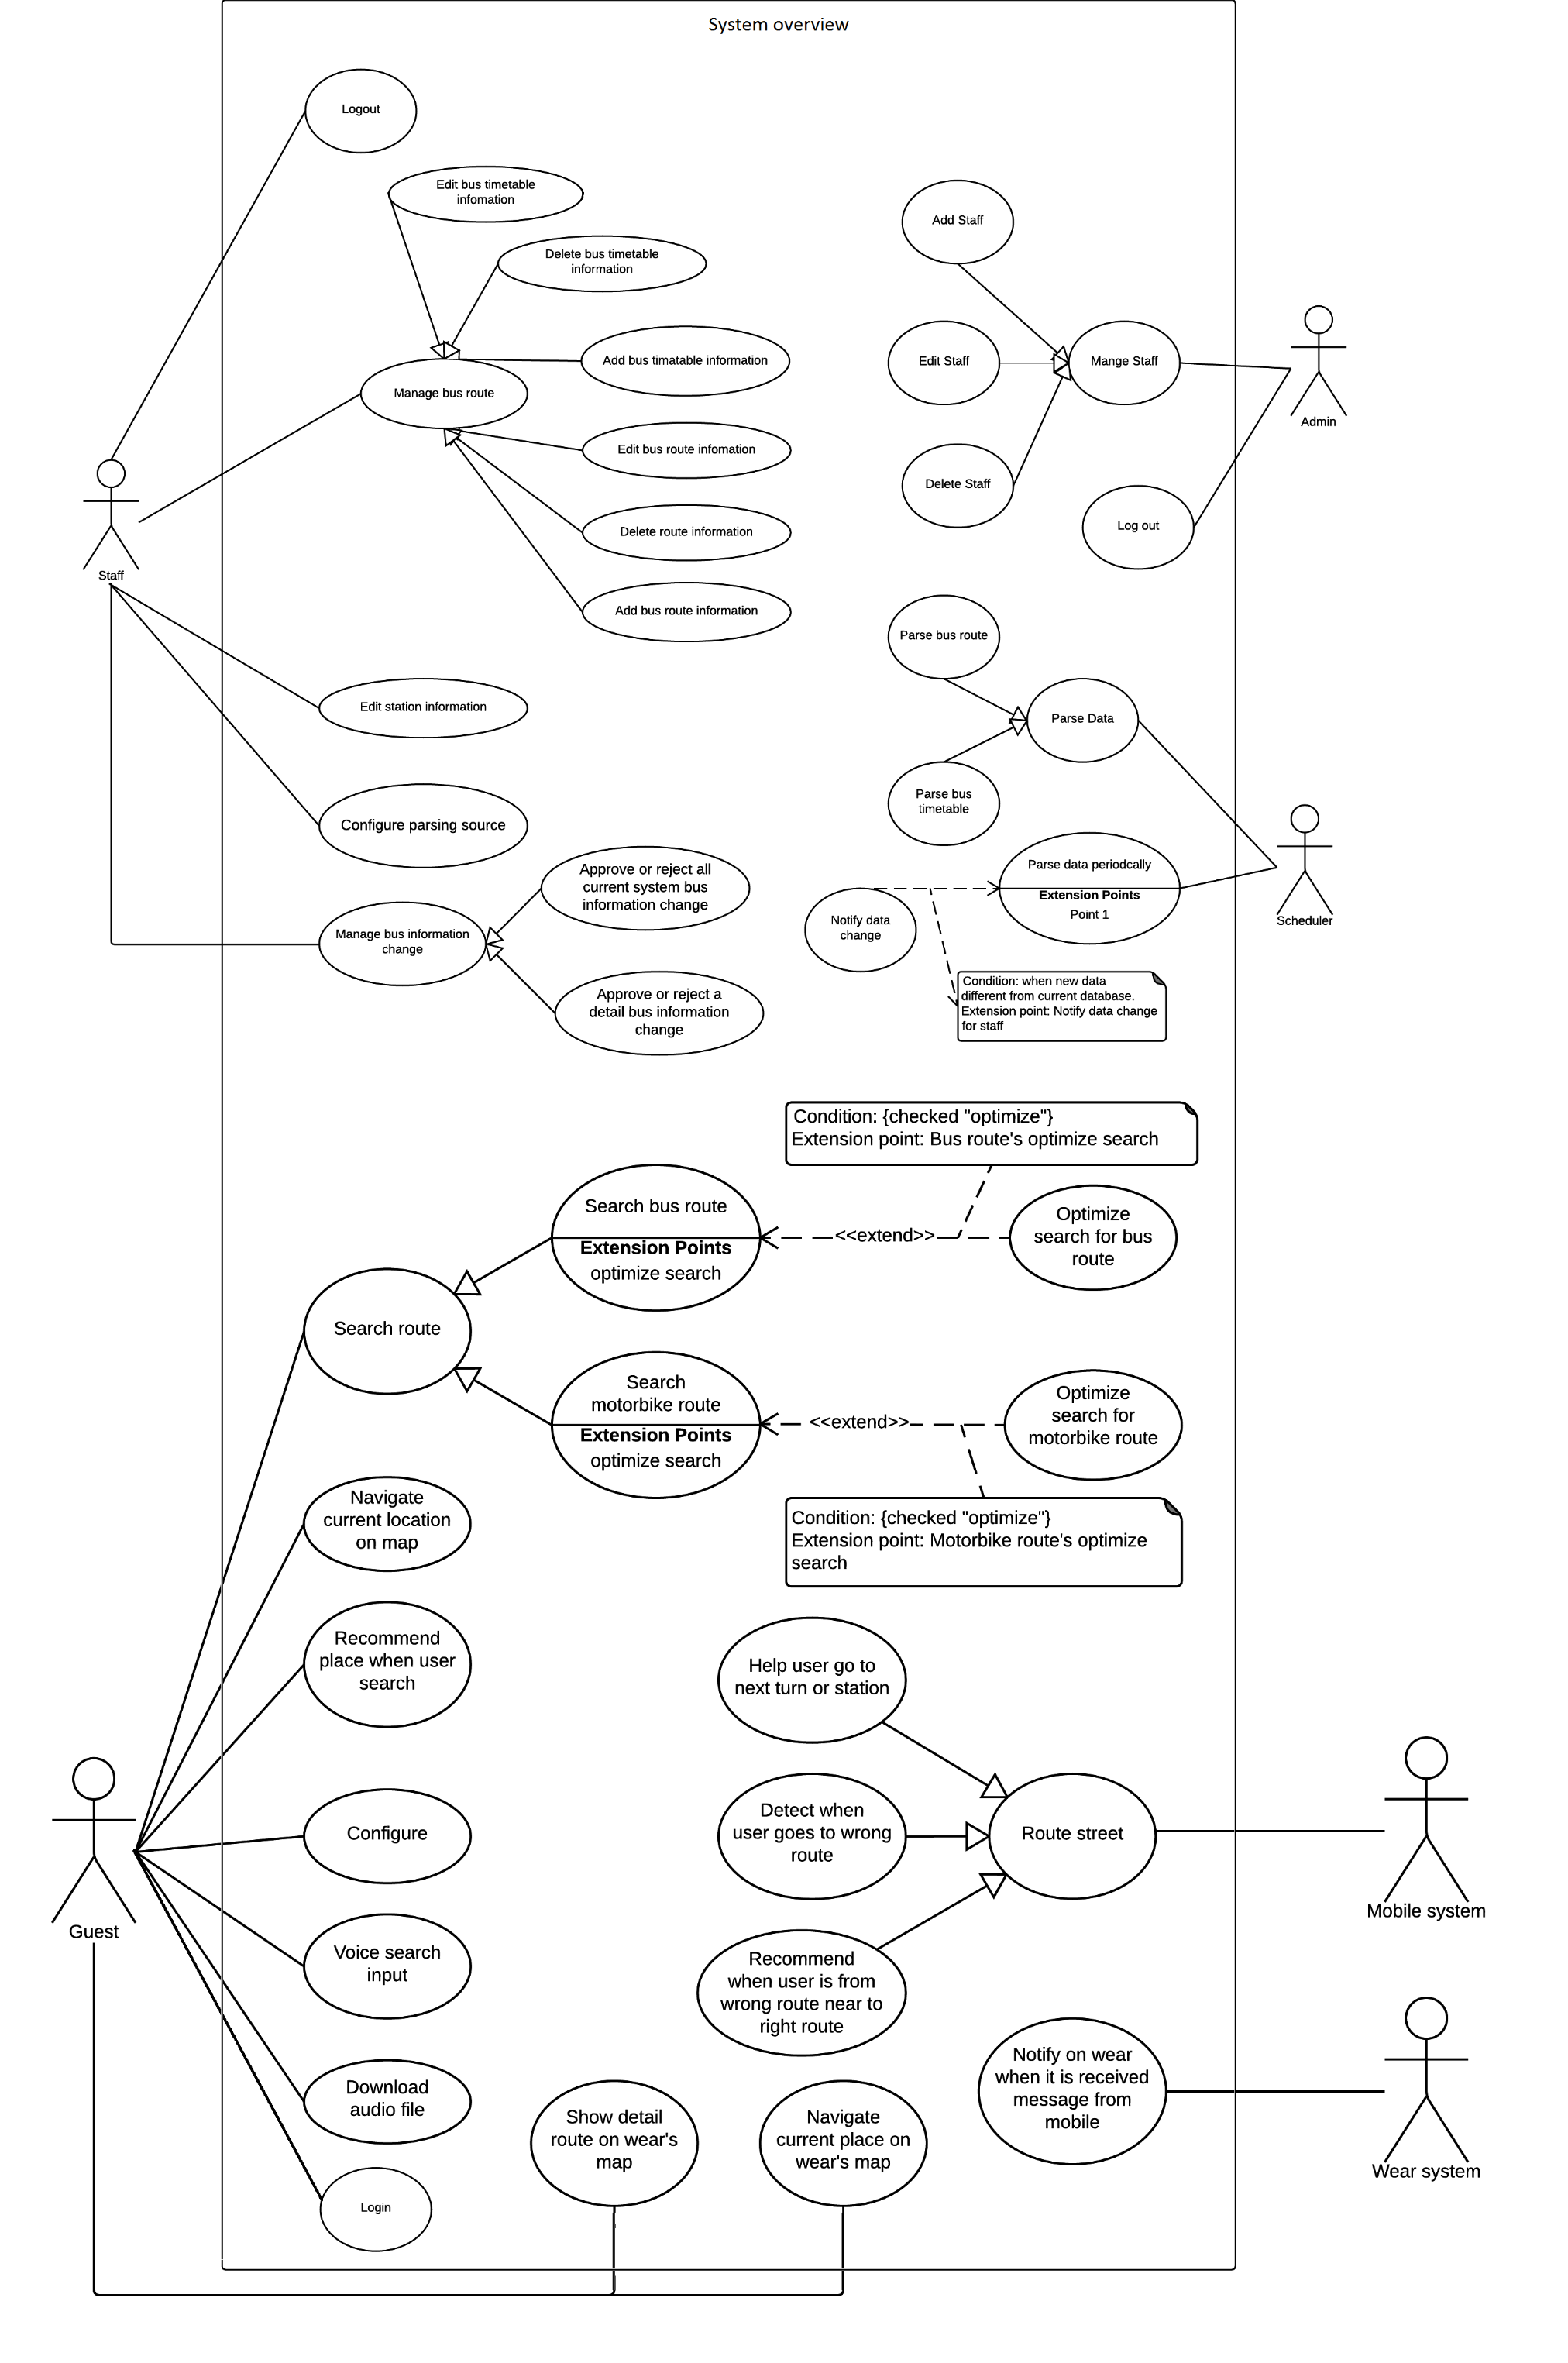 System overview
Logout
Edit bus timetable
infomation
Delete bus timetable
information
Add bus timatable information
Manage bus route
Edit bus route infomation
Delete route information
Add bus route information
Staff
Add Staff
Edit Staff
Mange Staff
Delete Staff
Log out
Admin
Edit station information
Configure parsing source
Manage bus information
change
Approve or reject all
current system bus
information change
Approve or reject a
detail bus information
change
Parse bus route
Parse Data
Parse bus
timetable
Parse data periodcally
Extension Points
Point 1
Notify data
change
Scheduler
Condition: when new data
different from current database.
Extension point: Notify data change
for staff
Condition: {checked "optimize"}
Extension point: Bus route's optimize search
Search bus route
Extension Points
optimize search
<<extend>>
Optimize
search for bus
route
Search route
Search
motorbike route
Extension Points
optimize search
<<extend>>
Optimize
search for
motorbike route
Condition: {checked "optimize"}
Extension point: Motorbike route's optimize
search
Navigate
current location
on map
Recommend
place when user
search
Configure
Voice search
input
Download
audio file
Login
Guest
Help user go to
next turn or station
Detect when
user goes to wrong
route
Route street
Recommend
when user is from
wrong route near to
right route
Mobile system
Show detail
route on wear's
map
Navigate
current place on
wear's map
Notify on wear
when it is received
message from
mobile
Wear system